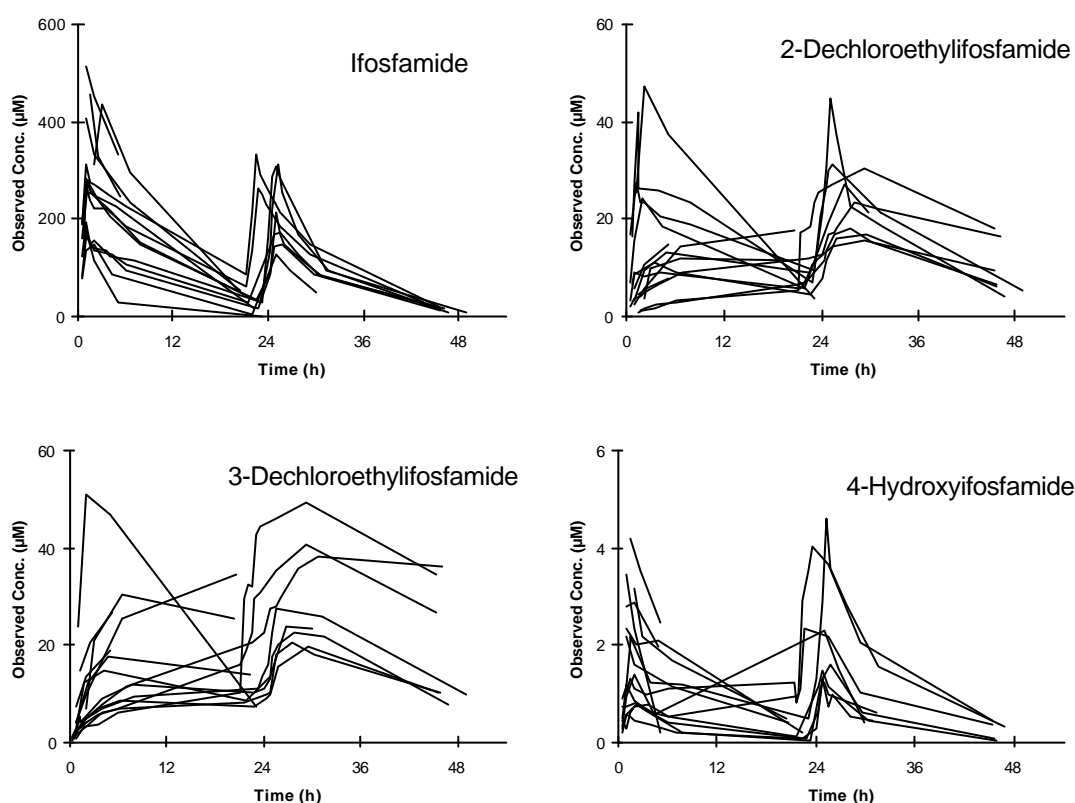 600
400
200
0
Observed Conc. (µM)
Ifosfamide
0 12 24 36 48
Time (h)
60
40
20
0
Observed Conc. (µM)
2-Dechloroethylifosfamide
0 12 24 36 48
Time (h)
60
40
20
0
Observed Conc. (µM)
3-Dechloroethylifosfamide
0 12 24 36 48
Time (h)
6
4
2
0
Observed Conc. (µM)
4-Hydroxyifosfamide
0 12 24 36 48
Time (h)